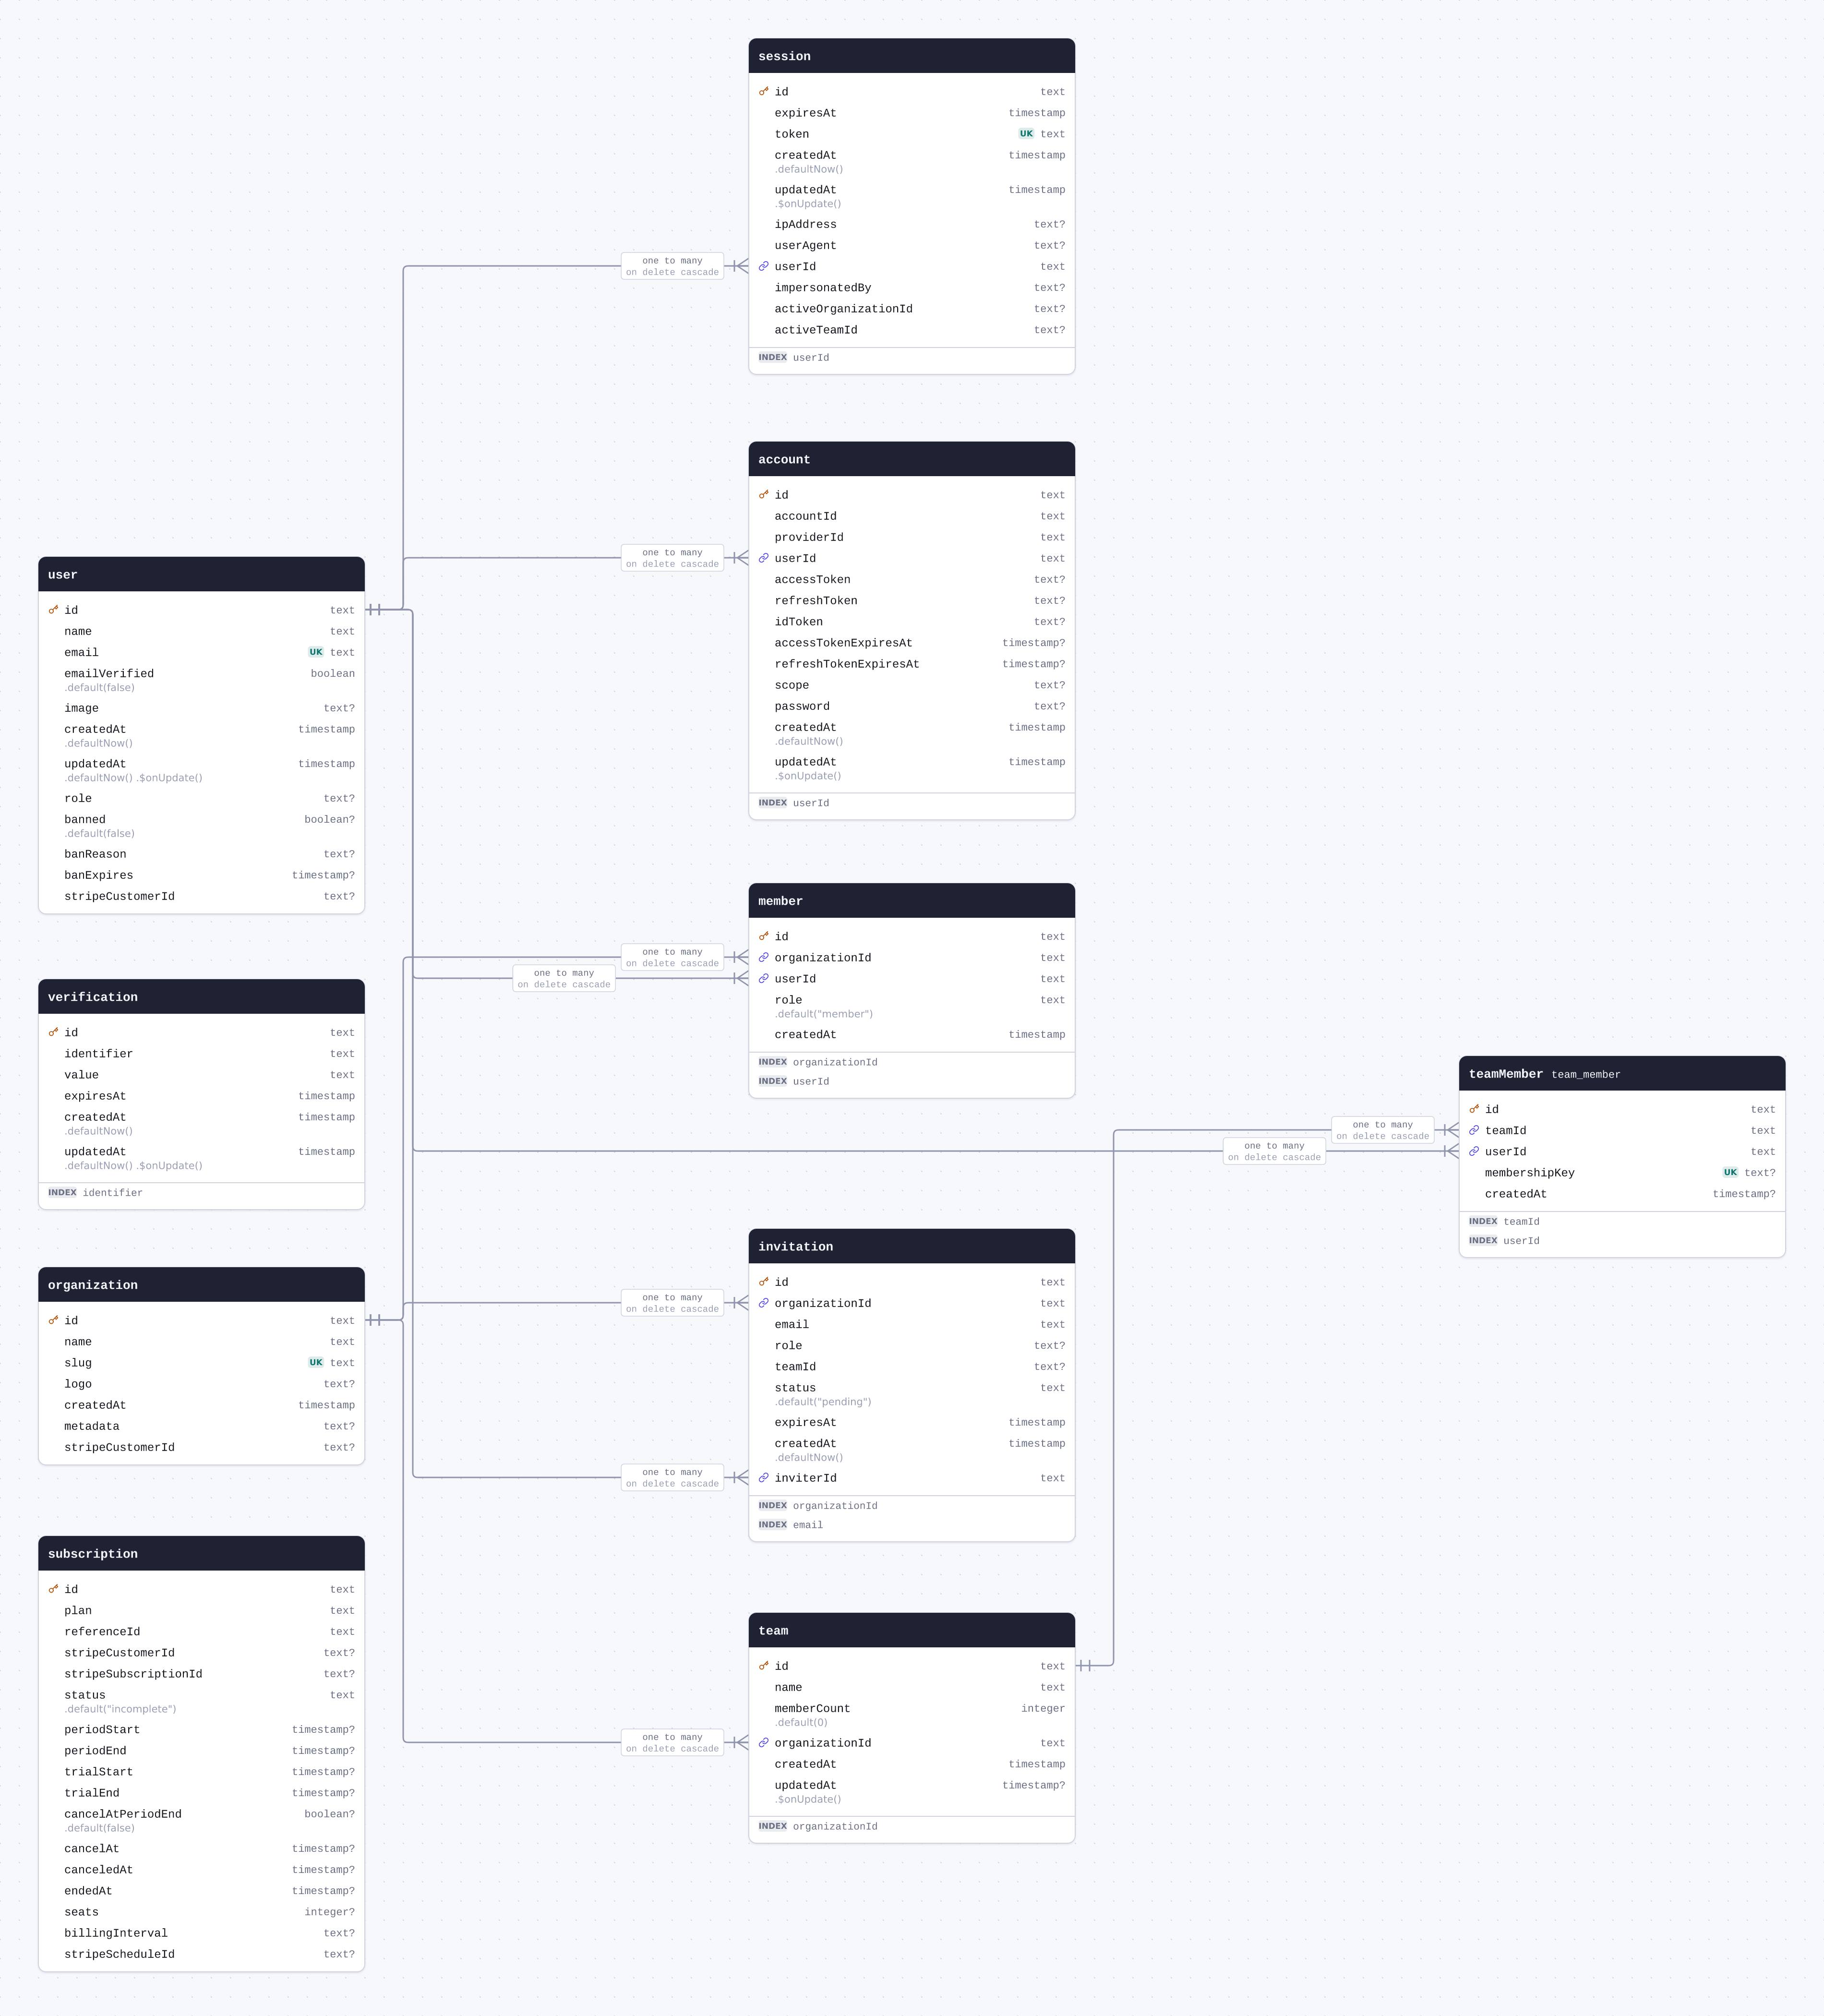 session
id text
expiresAt timestamp
token UK text
createdAt timestamp
.defaultNow()
updatedAt timestamp
.$onUpdate()
ipAddress text?
userAgent text?
userId text
impersonatedBy text?
activeOrganizationId text?
activeTeamId text?
INDEX userId
one to many
on delete cascade
account
id text
accountId text
providerId text
userId text
accessToken text?
refreshToken text?
idToken text?
accessTokenExpiresAt timestamp?
refreshTokenExpiresAt timestamp?
scope text?
password text?
createdAt timestamp
.defaultNow()
updatedAt timestamp
.$onUpdate()
INDEX userId
one to many
on delete cascade
user
id text
name text
email UK text
emailVerified boolean
.default(false)
image text?
createdAt timestamp
.defaultNow()
updatedAt timestamp
.defaultNow() .$onUpdate()
role text?
banned boolean?
.default(false)
banReason text?
banExpires timestamp?
stripeCustomerId text?
member
id text
organizationId text
userId text
role text
.default("member")
createdAt timestamp
INDEX organizationId
INDEX userId
one to many
on delete cascade
one to many
on delete cascade
verification
id text
identifier text
value text
expiresAt timestamp
createdAt timestamp
.defaultNow()
updatedAt timestamp
.defaultNow() .$onUpdate()
INDEX identifier
teamMember team_member
id text
teamId text
userId text
membershipKey UK text?
createdAt timestamp?
INDEX teamId
INDEX userId
one to many
on delete cascade
one to many
on delete cascade
invitation
id text
organizationId text
email text
role text?
teamId text?
status text
.default("pending")
expiresAt timestamp
createdAt timestamp
.defaultNow()
inviterId text
INDEX organizationId
INDEX email
one to many
on delete cascade
one to many
on delete cascade
organization
id text
name text
slug UK text
logo text?
createdAt timestamp
metadata text?
stripeCustomerId text?
subscription
id text
plan text
referenceId text
stripeCustomerId text?
stripeSubscriptionId text?
status text
.default("incomplete")
periodStart timestamp?
periodEnd timestamp?
trialStart timestamp?
trialEnd timestamp?
cancelAtPeriodEnd boolean?
.default(false)
cancelAt timestamp?
canceledAt timestamp?
endedAt timestamp?
seats integer?
billingInterval text?
stripeScheduleId text?
team
id text
name text
memberCount integer
.default(0)
organizationId text
createdAt timestamp
updatedAt timestamp?
.$onUpdate()
INDEX organizationId
one to many
on delete cascade